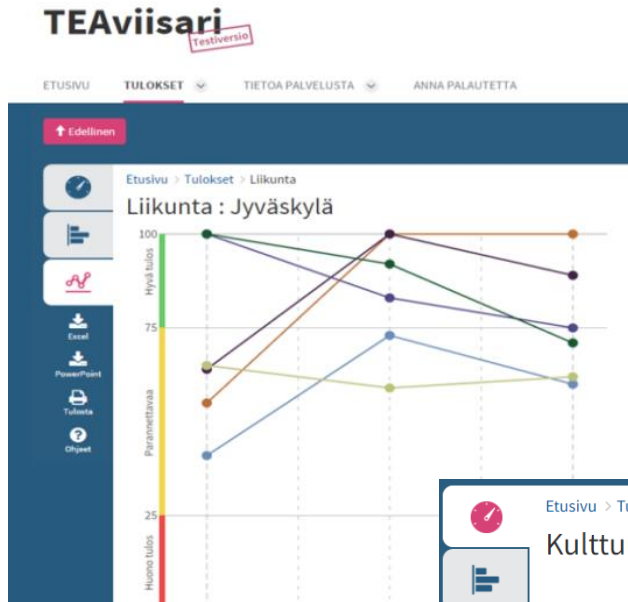 TEAviisari
Testiversio
ETUSIVU TULOKSET TIETOA PALVELUSTA ANNA PALAUTETTA
Edellinen
Etusivu > Tulokset > Liikunta
Liikunta : Jyväskylä
100
Hyvä tulos
75
Parannettavaa
25
Huono tulos
Excel
PowerPoint
Tulosta
Ohjeet
Etusivu > Tu
Kulttu